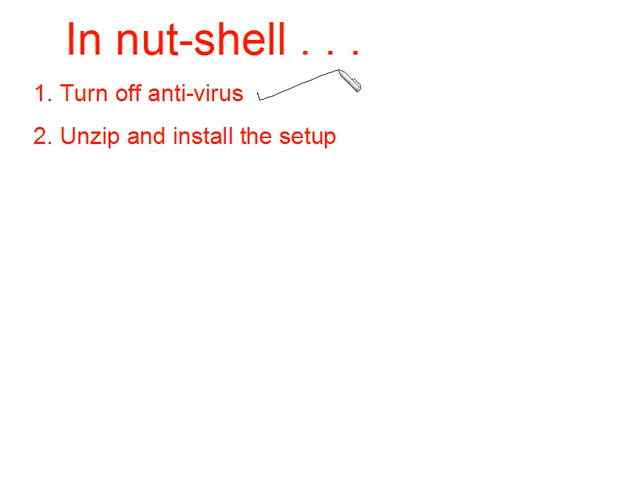 In nut-shell . . .
1. Turn off anti-virus
2. Unzip and install the setup